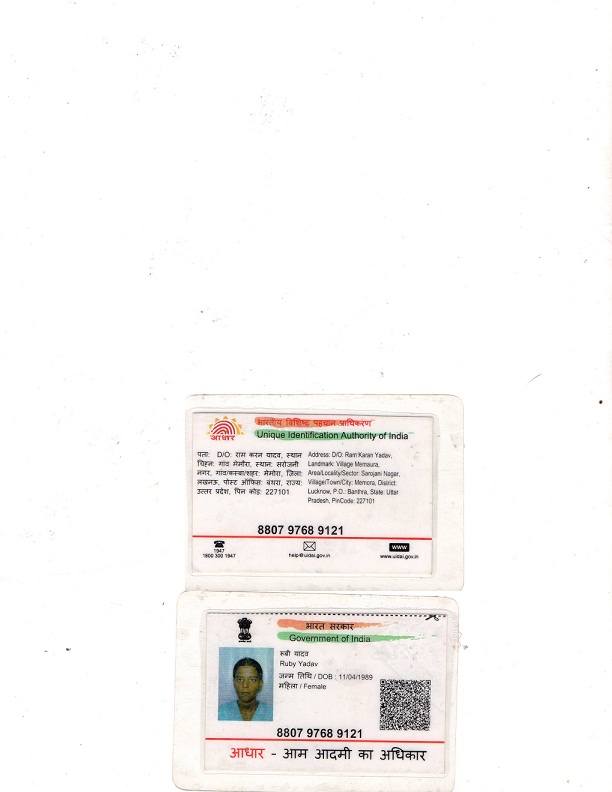 आधार
भारतीय विशिष्ट पहचान प्राधिकरण
Unique Identification Authority of India
पता: D/O: राम करन यादव, स्थान
चिह्न: गांव मेमौरा, स्थान: सरोजनी
नगर, गांव/कस्बा/शहर: मेमोरा, जिला:
लखनऊ, पोस्ट ऑफिस: बंथरा, राज्य:
उत्तर प्रदेश, पिन कोड: 227101
Address: D/O: Ram Karan Yadav,
Landmark: Village Memaura,
Area/Locality/Sector: Sarojani Nagar,
Village/Town/City: Memora, District:
Lucknow, P.O.: Banthra, State: Uttar
Pradesh, PinCode: 227101
8807 9768 9121
1947
1800 300 1947
help@uidai.gov.in
www
www.uidai.gov.in
भारत सरकार
Government of India
रुबी यादव
Ruby Yadav
जन्म तिथि / DOB : 11/04/1989
महिला / Female
8807 9768 9121
आधार - आम आदमी का अधिकार